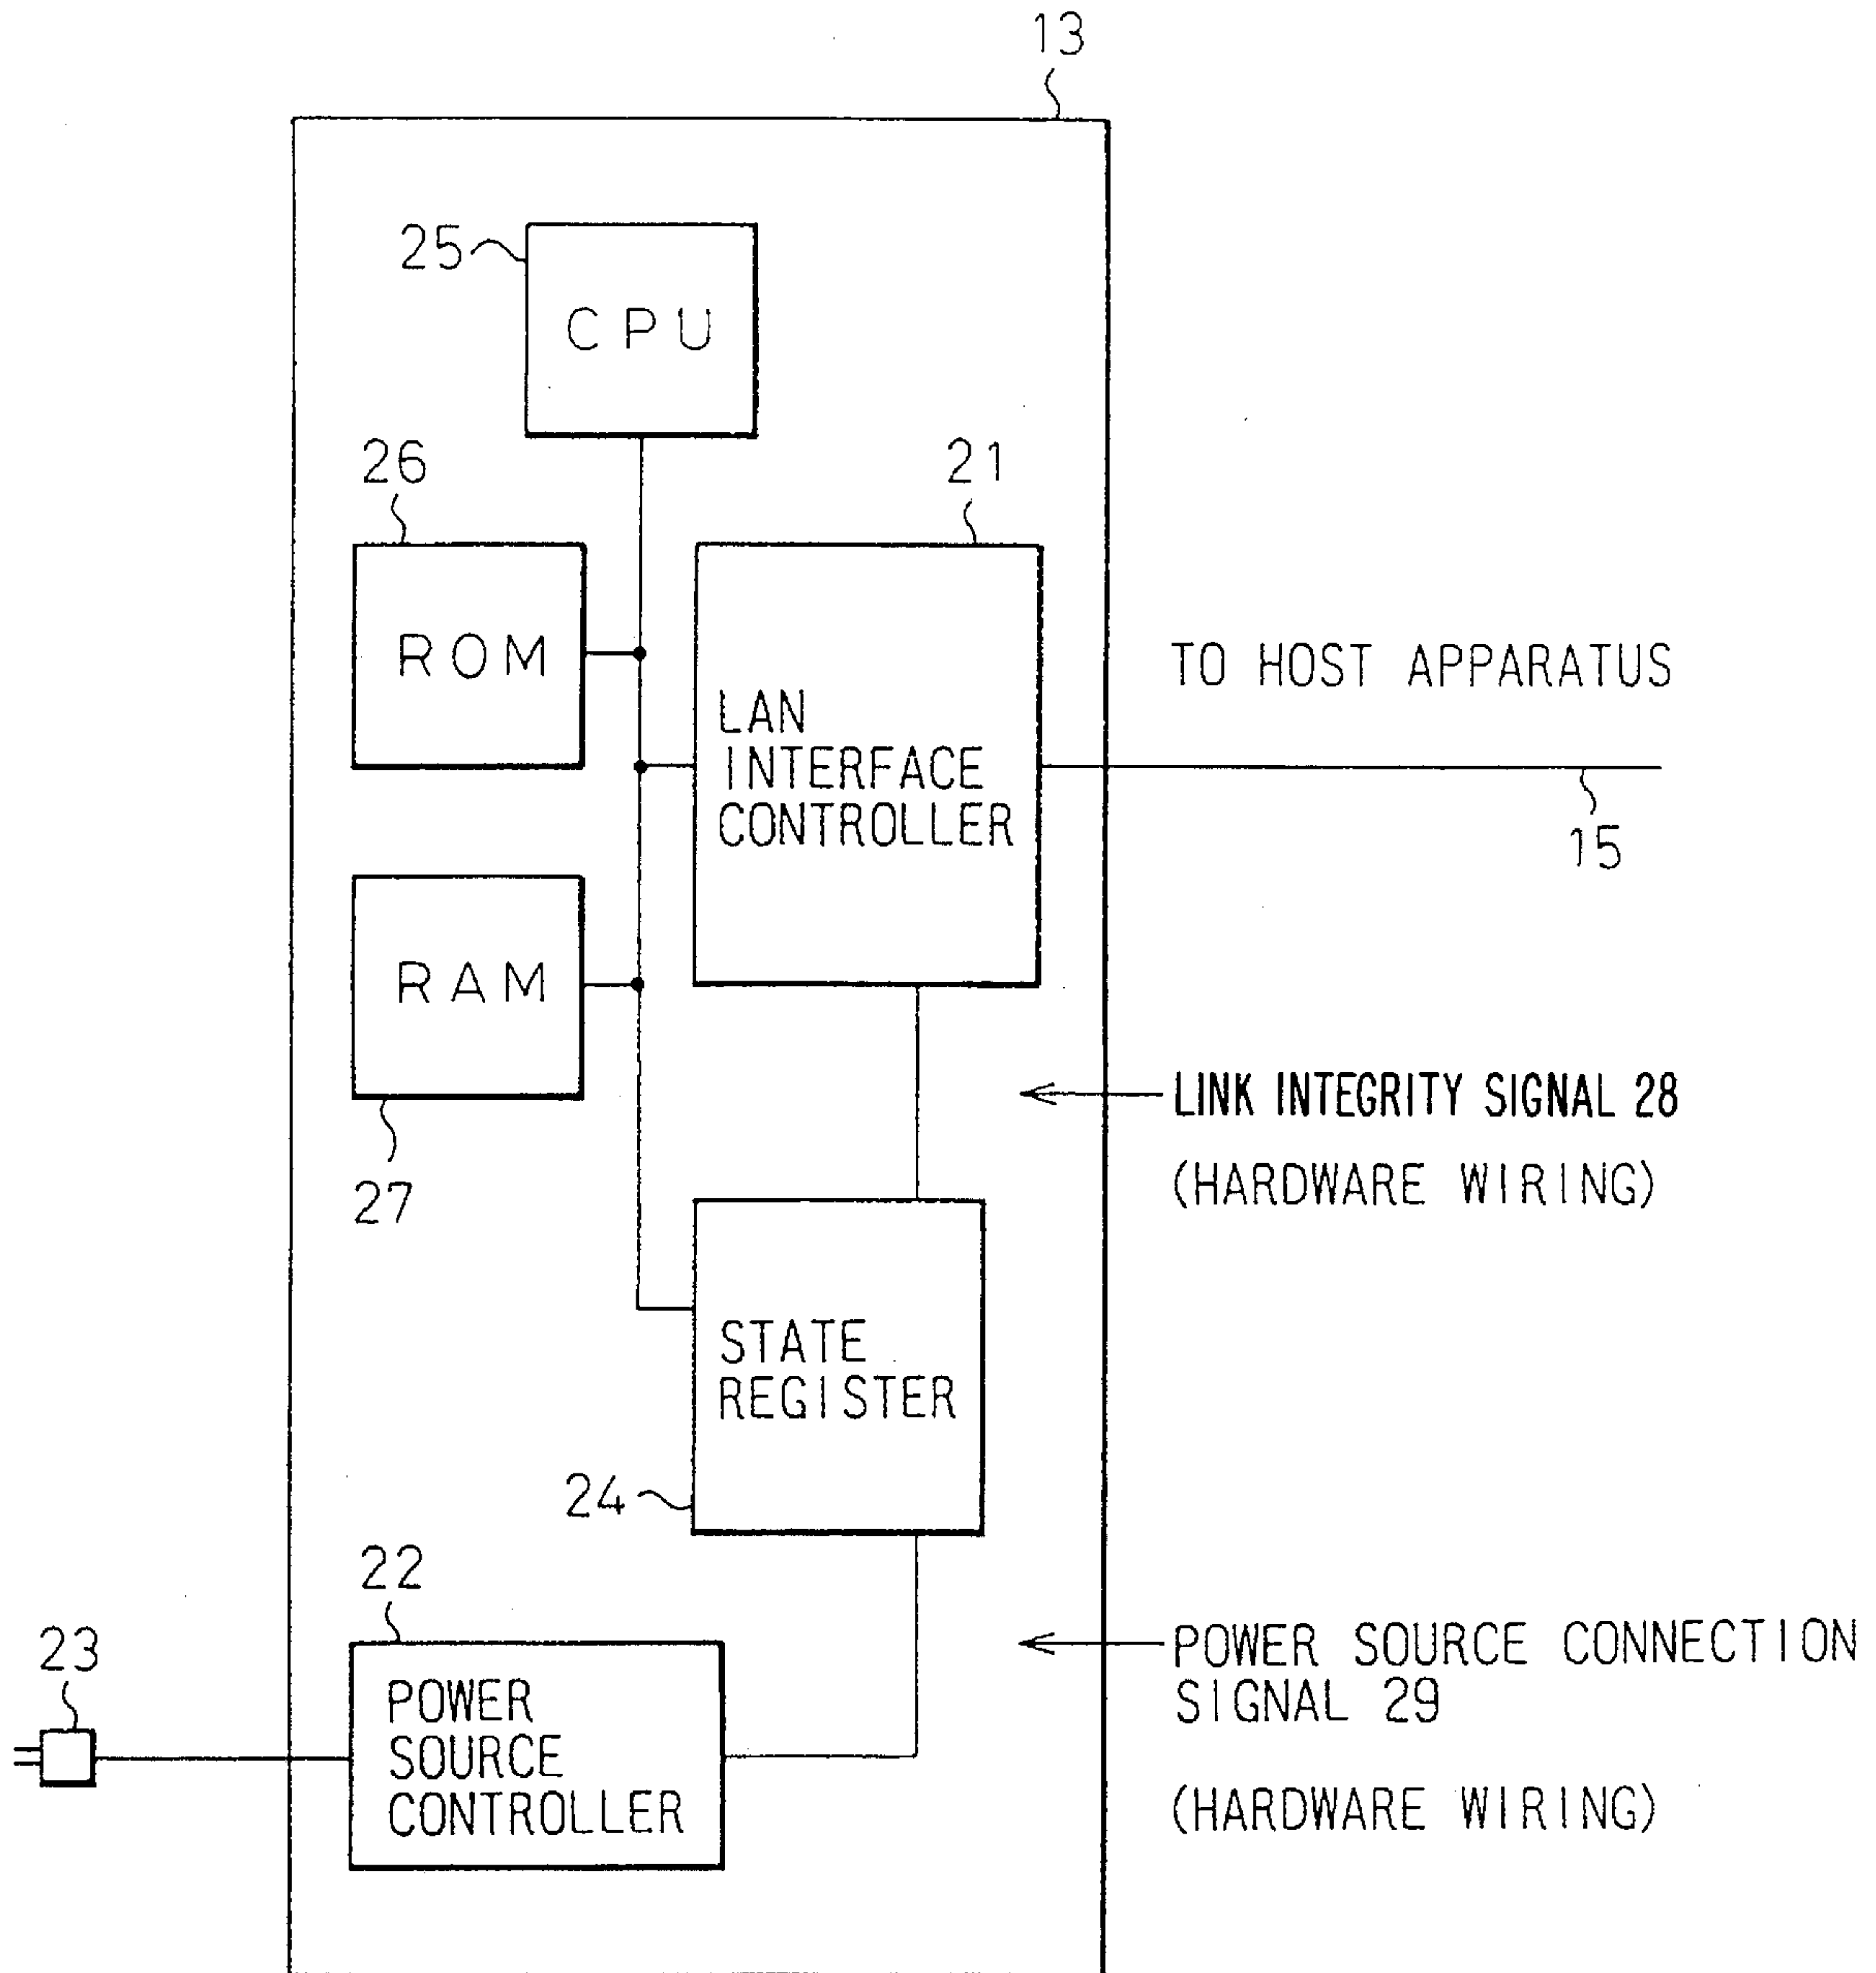 13
25
CPU
26
21
ROM
TO HOST APPARATUS
LAN
INTERFACE
CONTROLLER
15
RAM
LINK INTEGRITY SIGNAL 28
(HARDWARE WIRING)
27
STATE
REGISTER
24
22
23
POWER SOURCE CONNECTION
SIGNAL 29
POWER
SOURCE
CONTROLLER
(HARDWARE WIRING)